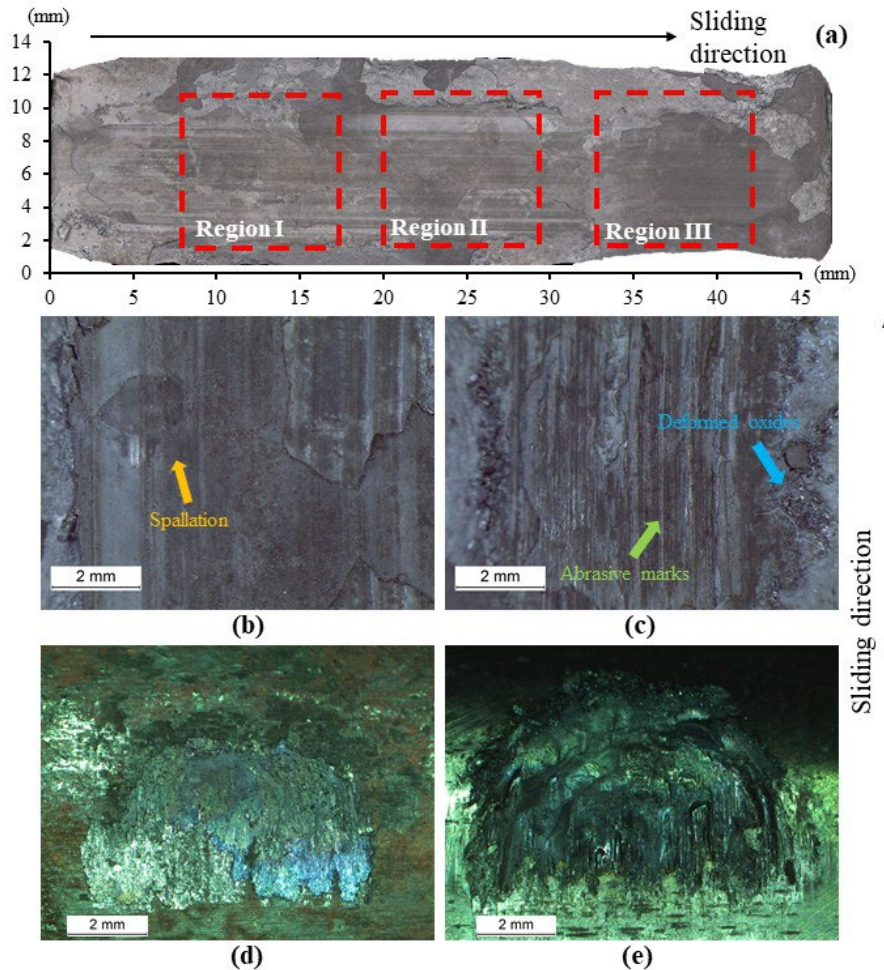 (mm)
14
12
10
8
6
4
2
0
Sliding
direction
(a)
Region I
Region II
Region III
0
5
10
15
20
25
30
35
40
45
(mm)
Spallation
2 mm
(b)
Deformed oxides
Abrasive marks
2 mm
(c)
Sliding direction
2 mm
(d)
2 mm
(e)